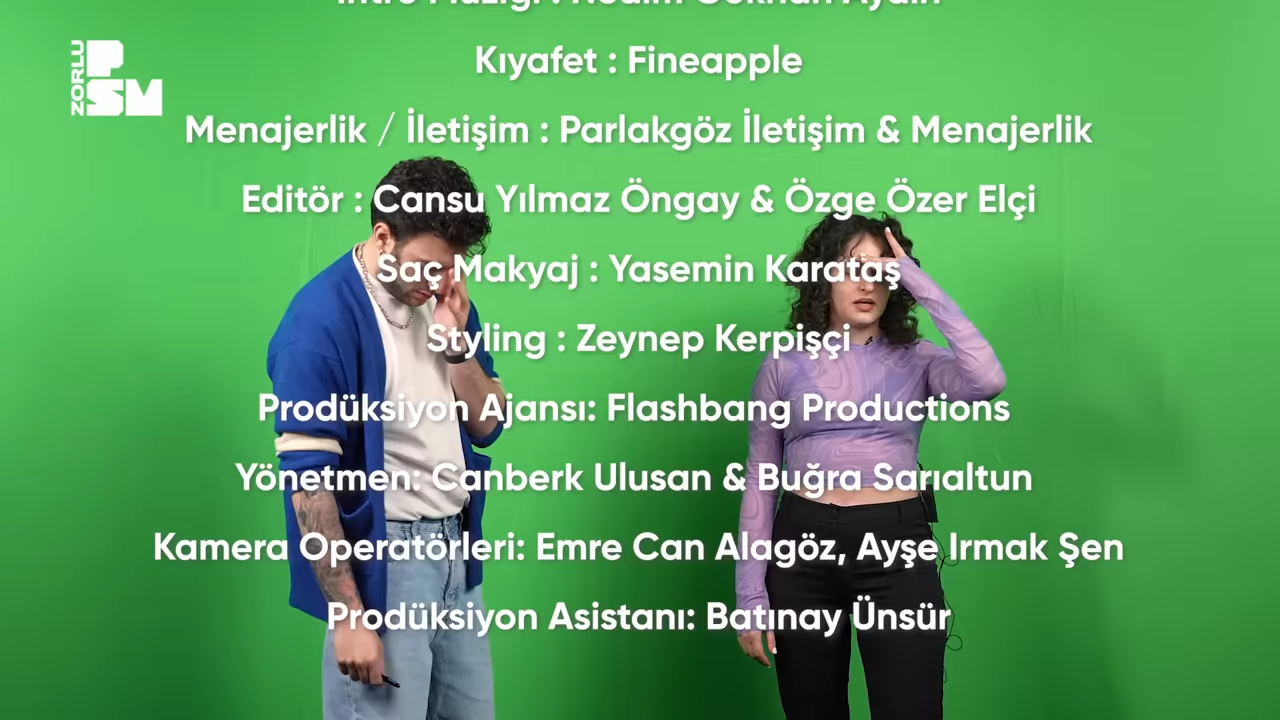 Kıyafet : Fineapple
ZORLU
PSM
Menajerlik / İletişim : Parlakgöz İletişim & Menajerlik
Editör : Cansu Yılmaz Öngay & Özge Özer Elçi
Saç Makyaj : Yasemin Karataş
Styling : Zeynep Kerpişçi
Prodüksiyon Ajansı: Flashbang Productions
Yönetmen: Canberk Ulusan & Buğra Sarıaltun
Kamera Operatörleri: Emre Can Alagöz, Ayşe Irmak Şen
Prodüksiyon Asistanı: Batınay Ünsür